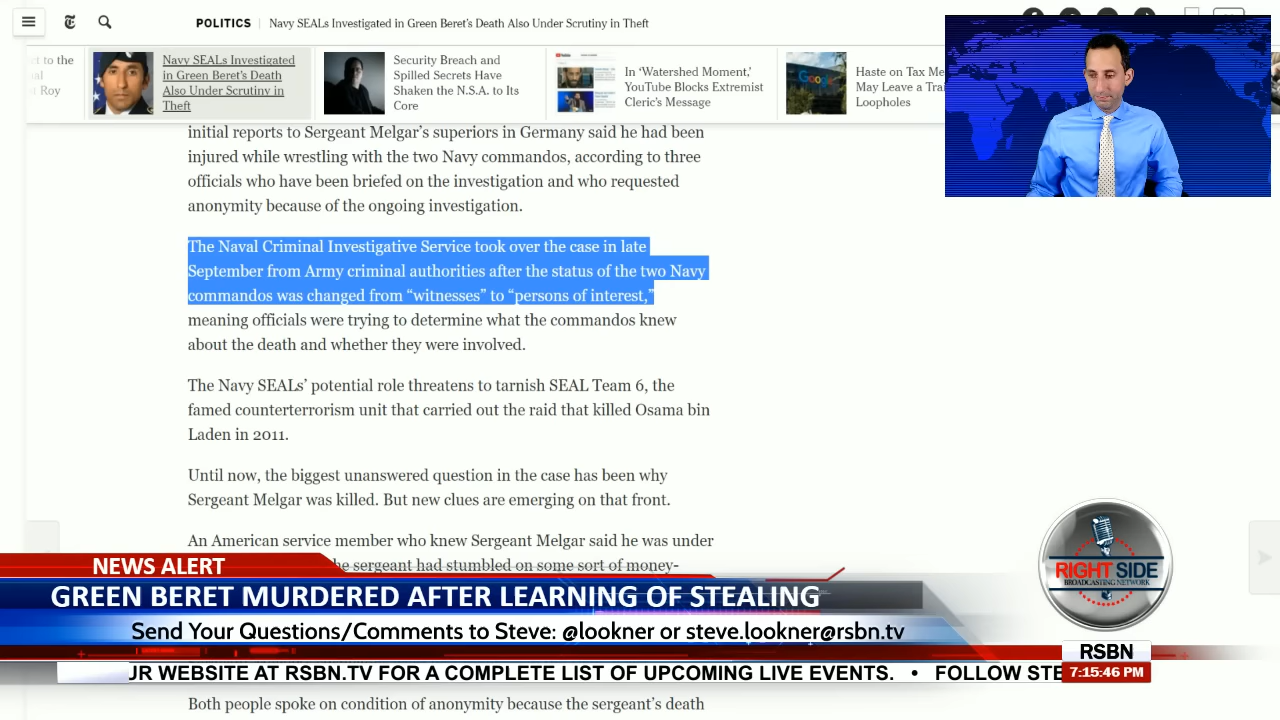 POLITICS
Navy SEALs Investigated in Green Beret's Death Also Under Scrutiny in Theft
rt to the
Roy
Navy SEALs Investigated
in Green Beret's Death
Also Under Scrutiny in
Theft
Security Breach and
Spilled Secrets Have
Shaken the N.S.A. to Its
Core
In 'Watershed Moment,'
YouTube Blocks Extremist
Cleric's Message
Google
Haste on Tax Me
May Leave a Tra
Loopholes
initial reports to Sergeant Melgar's superiors in Germany said he had been
injured while wrestling with the two Navy commandos, according to three
officials who have been briefed on the investigation and who requested
anonymity because of the ongoing investigation.
The Naval Criminal Investigative Service took over the case in late
September from Army criminal authorities after the status of the two Navy
commandos was changed from “witnesses” to “persons of interest,”
meaning officials were trying to determine what the commandos knew
about the death and whether they were involved.
The Navy SEALs' potential role threatens to tarnish SEAL Team 6, the
famed counterterrorism unit that carried out the raid that killed Osama bin
Laden in 2011.
Until now, the biggest unanswered question in the case has been why
Sergeant Melgar was killed. But new clues are emerging on that front.
An American service member who knew Sergeant Melgar said he was under
he sergeant had stumbled on some sort of money-
NEWS ALERT
GREEN BERET MURDERED AFTER LEARNING OF STEALING
Send Your Questions/Comments to Steve: @lookner or steve.lookner@rsbn.tv
RIGHT SIDE
BROADCASTING NETWORK
RSBN
7:15:46 PM
UR WEBSITE AT RSBN.TV FOR A COMPLETE LIST OF UPCOMING LIVE EVENTS. • FOLLOW STE
Both people spoke on condition of anonymity because the sergeant's death